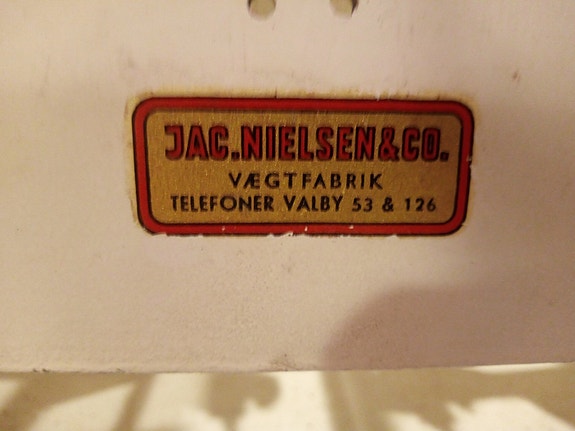 JAC.NIELSEN&CO.
VÆGTFABRIK
TELEFONER VALBY 53 & 126